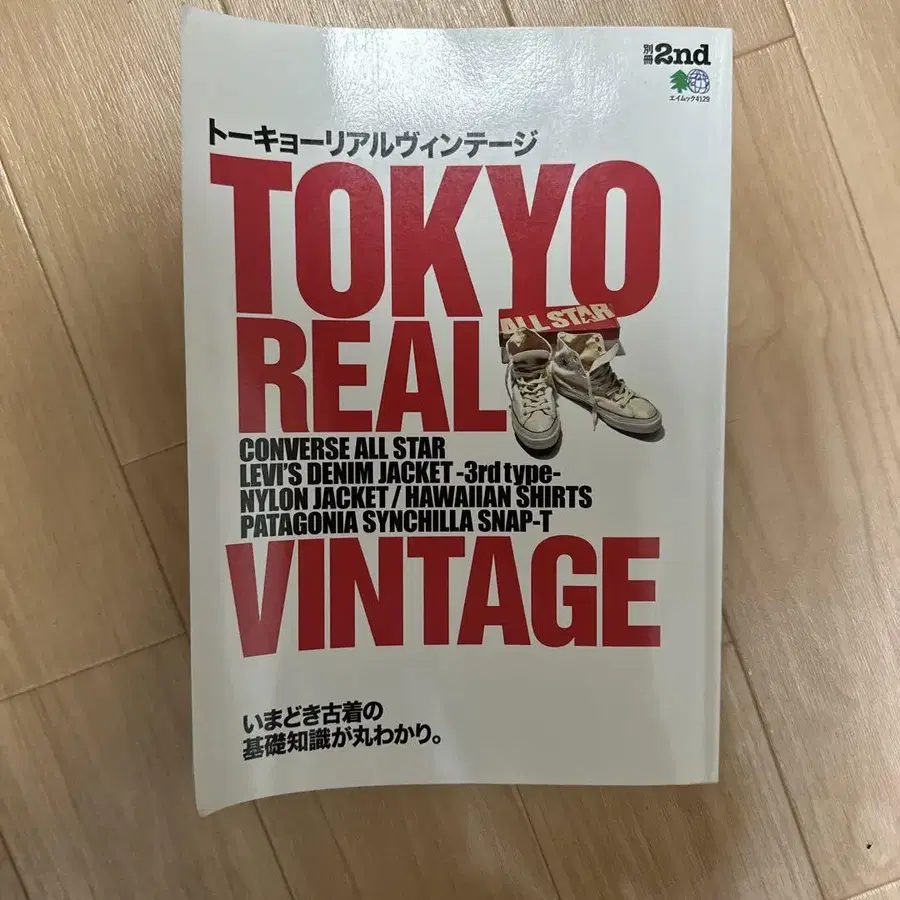 別冊 2nd
エイムック4129
トーキョーリアルヴィンテージ
TOKYO
REAL
ALL STAR
CONVERSE ALL STAR
LEVI'S DENIM JACKET -3rd type-
NYLON JACKET / HAWAIIAN SHIRTS
PATAGONIA SYNCHILLA SNAP-T
VINTAGE
いまどき古着の
基礎知識が丸わかり。